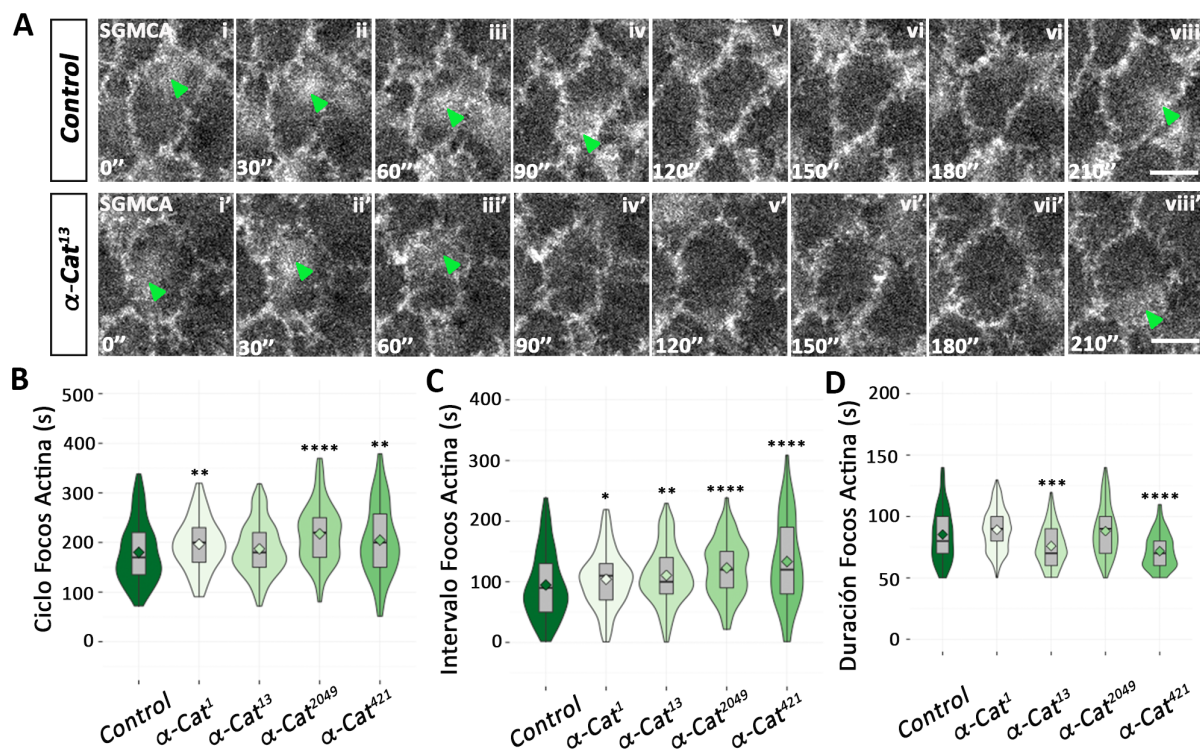 A
Control
SGMCA i ii iii iv v vi vi viii
0” 30” 60” 90” 120” 150” 180” 210”
α-Cat13
SGMCA i’ ii’ iii’ iv’ v’ vi’ vii’ viii’
0” 30” 60” 90” 120” 150” 180” 210”
B
Ciclo Focos Actina (s)
500
400
300
200
100
0
** **** **
Control α-Cat1 α-Cat13 α-Cat2049 α-Cat421
C
Intervalo Focos Actina (s)
400
300
200
100
0
* ** **** ****
Control α-Cat1 α-Cat13 α-Cat2049 α-Cat421
D
Duración Focos Actina (s)
200
150
100
50
0
*** ****
Control α-Cat1 α-Cat13 α-Cat2049 α-Cat421